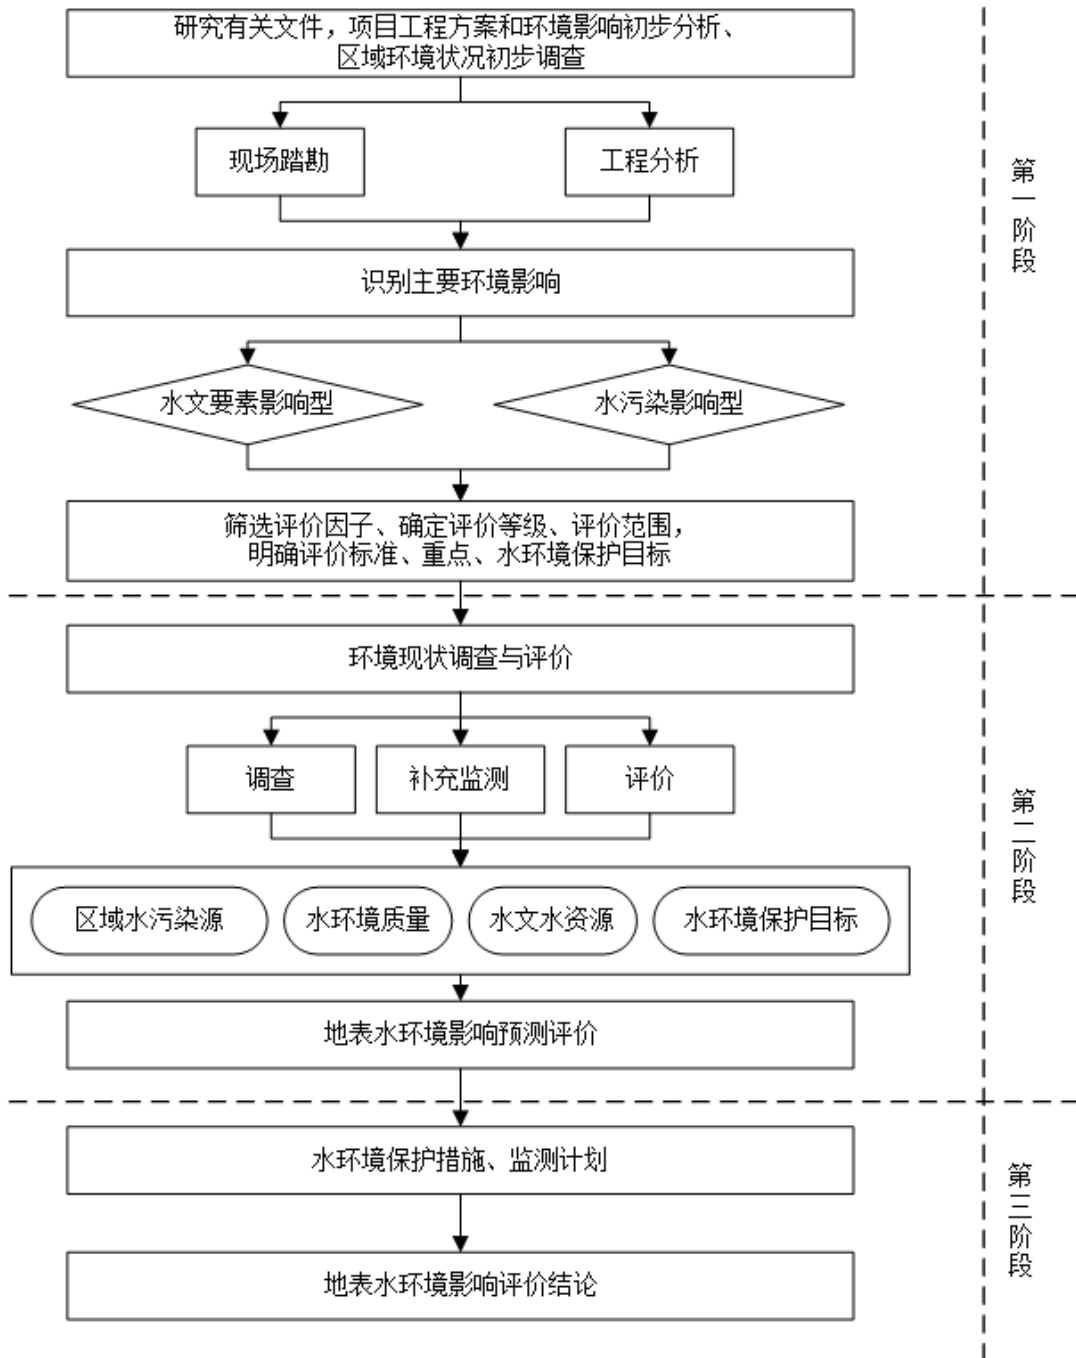 研究有关文件，项目工程方案和环境影响初步分析、
区域环境状况初步调查
现场踏勘
工程分析
识别主要环境影响
水文要素影响型
水污染影响型
筛选评价因子、确定评价等级、评价范围，
明确评价标准、重点、水环境保护目标
第一阶段
环境现状调查与评价
调查
补充监测
评价
区域水污染源
水环境质量
水文水资源
水环境保护目标
地表水环境影响预测评价
第二阶段
水环境保护措施、监测计划
地表水环境影响评价结论
第三阶段